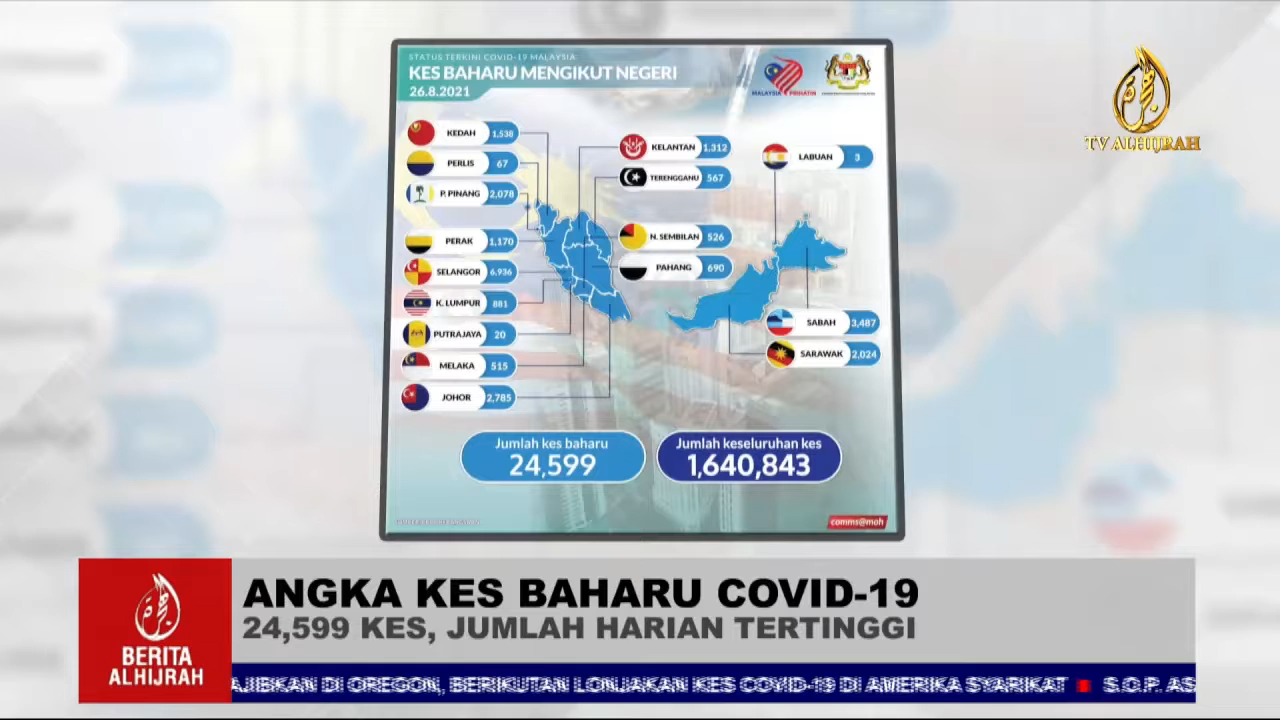 STATUS TERKINI COVID-19 MALAYSIA
KES BAHARU MENGIKUT NEGERI
26.8.2021
MALAYSIA PRIHATIN
TV ALHIJRAH
KEDAH 1,538
PERLIS 67
P. PINANG 2,078
PERAK 1,170
SELANGOR 6,936
K. LUMPUR 881
PUTRAJAYA 20
MELAKA 515
JOHOR 2,785
KELANTAN 1,312
TERENGGANU 567
N. SEMBILAN 526
PAHANG 690
LABUAN 3
SABAH 3,487
SARAWAK 2,024
Jumlah kes baharu
24,599
Jumlah keseluruhan kes
1,640,843
comms@moh
ANGKA KES BAHARU COVID-19
24,599 KES, JUMLAH HARIAN TERTINGGI
BERITA
ALHIJRAH
AJIBKAN DI OREGON, BERIKUTAN LONJAKAN KES COVID-19 DI AMERIKA SYARIKAT S.O.P. AS